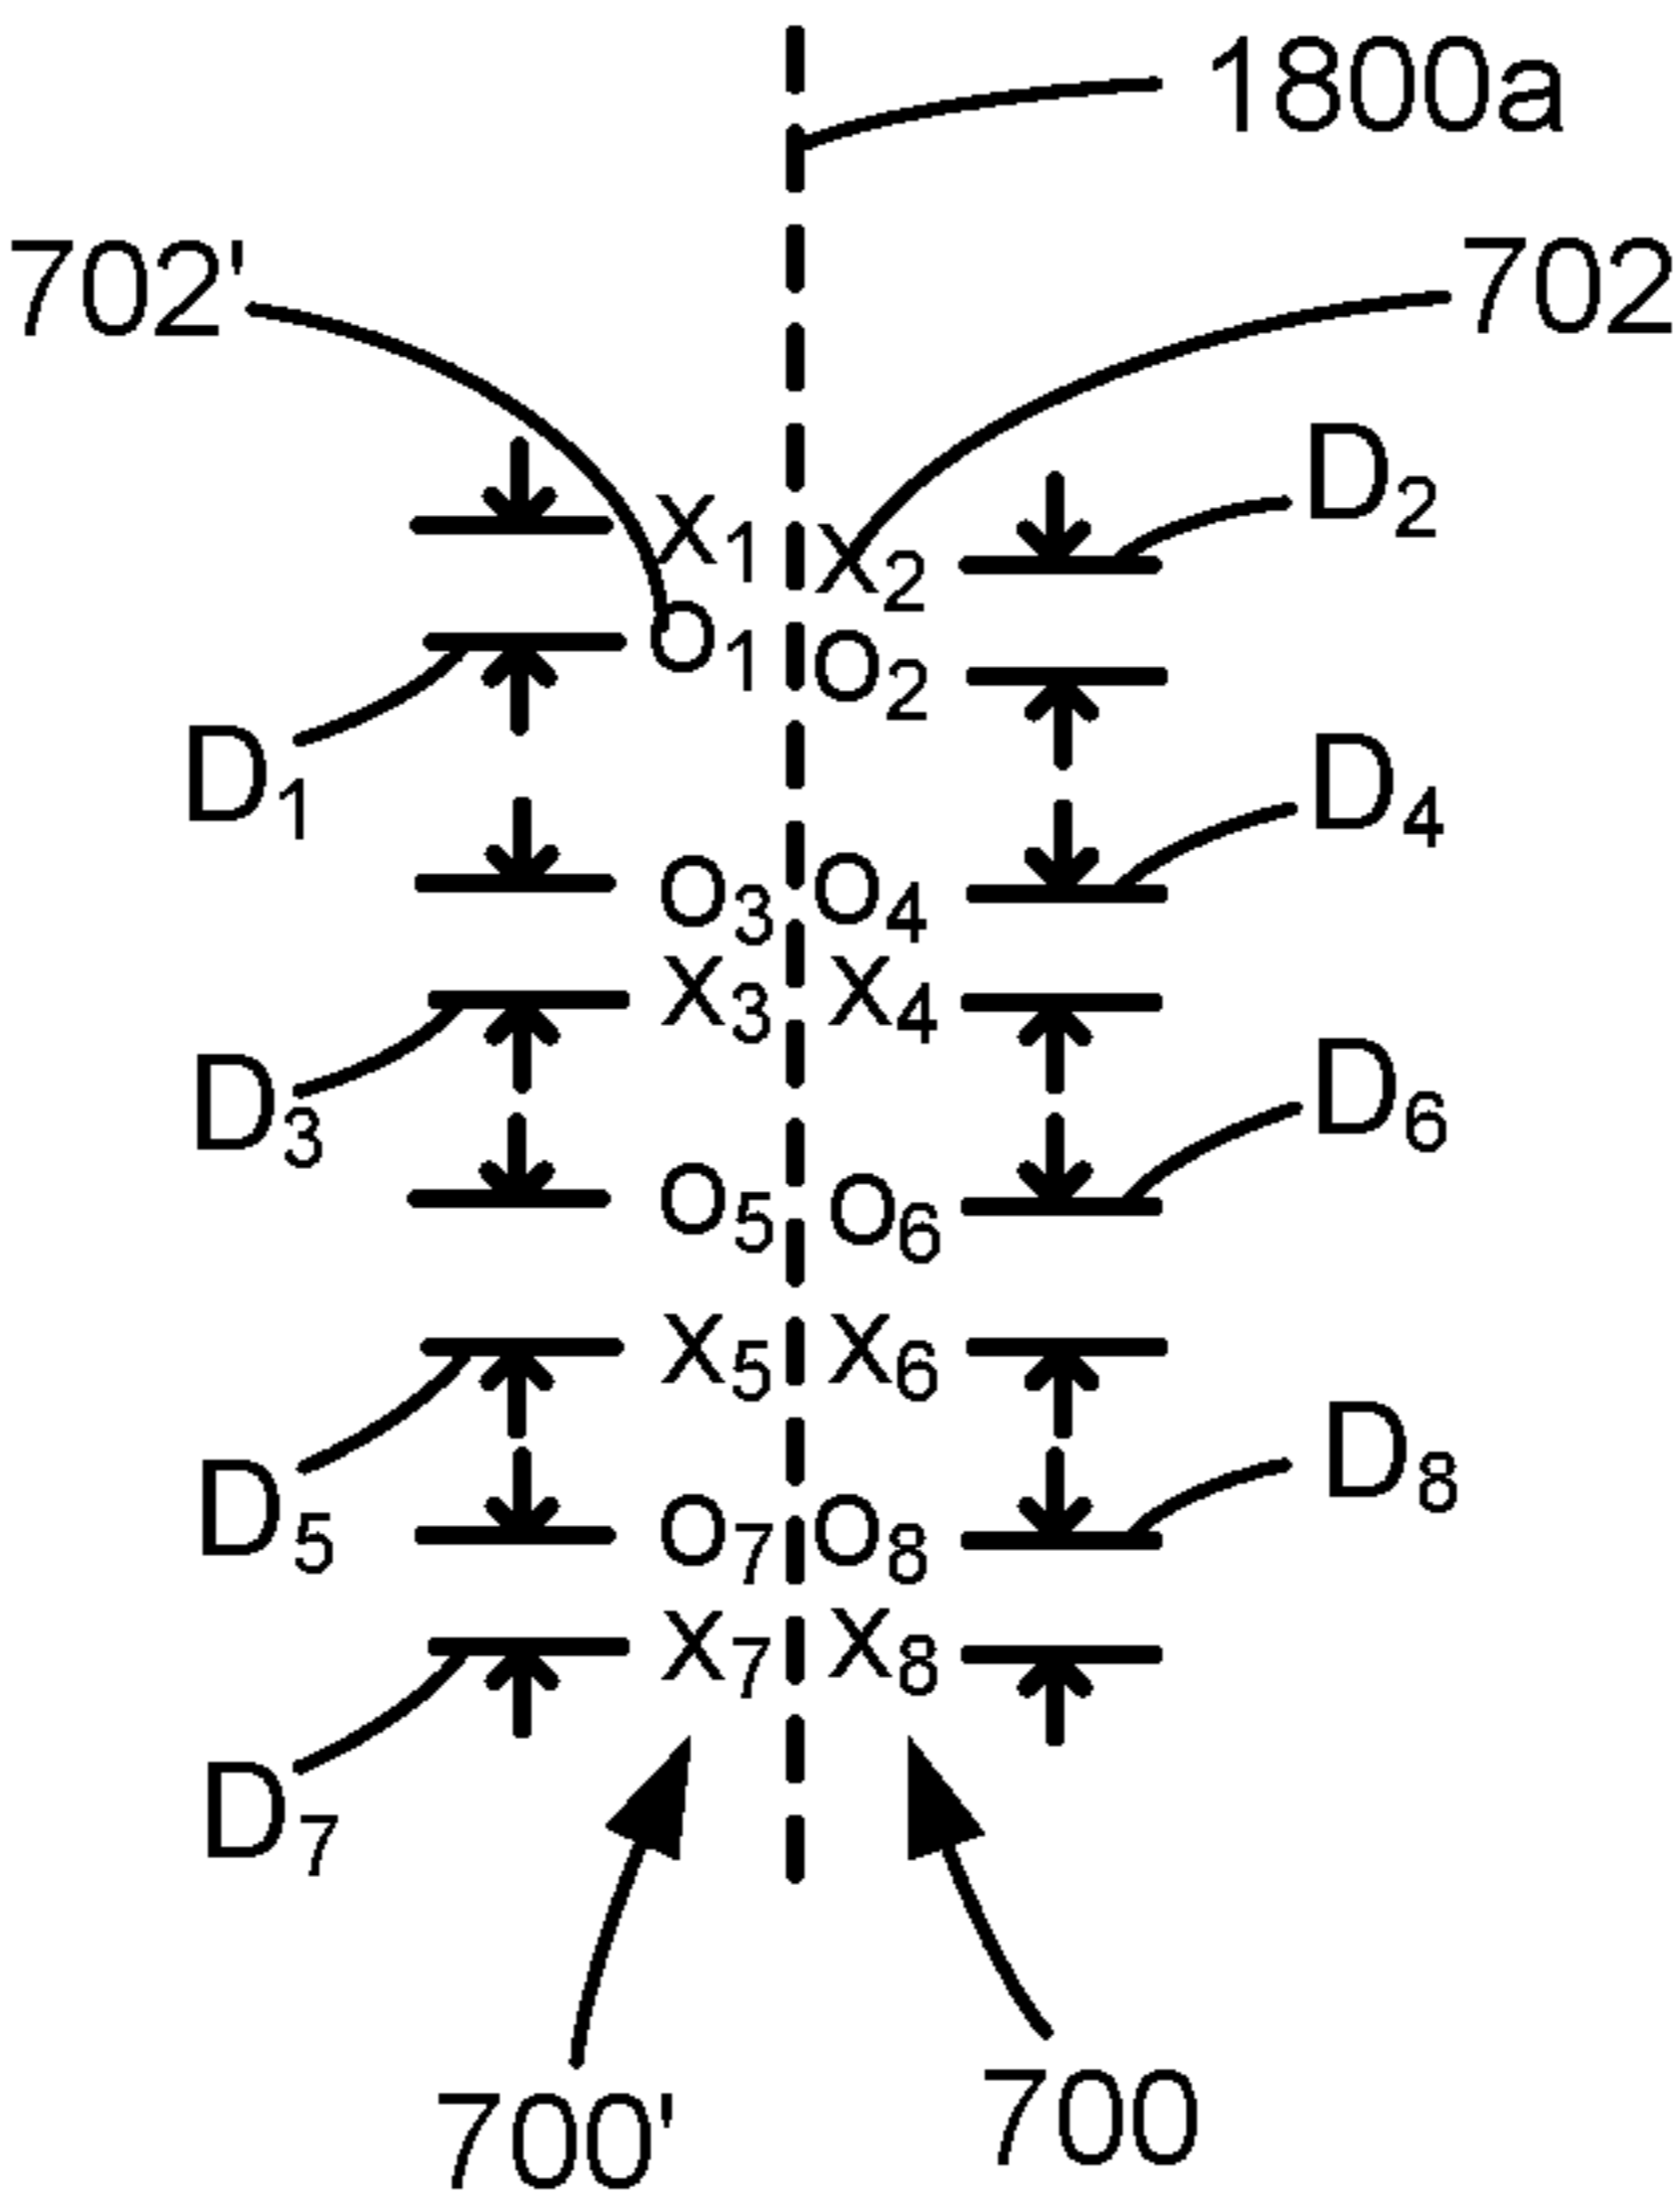 1800a
702' 702
D2
X1 X2
O1 O2
D1 D4
O3 O4
X3 X4
D3 D6
O5 O6
X5 X6
D5 D8
O7 O8
X7 X8
D7
700' 700